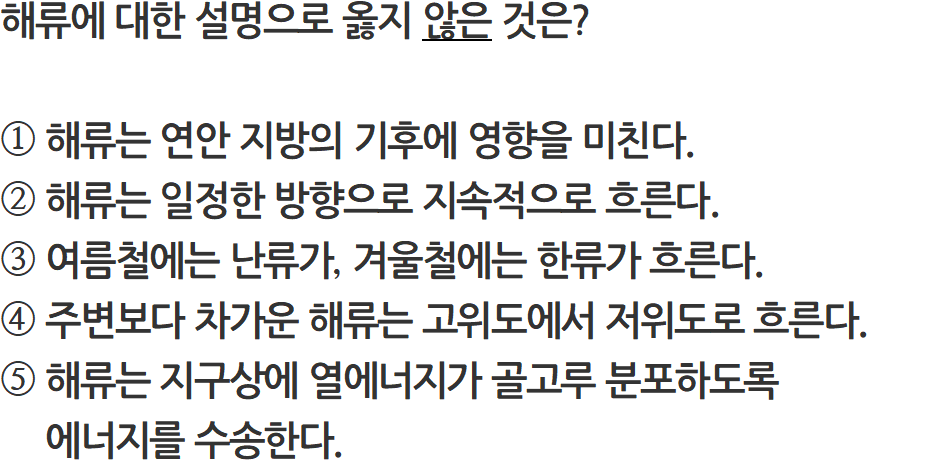 해류에 대한 설명으로 옳지 않은 것은?
① 해류는 연안 지방의 기후에 영향을 미친다.
② 해류는 일정한 방향으로 지속적으로 흐른다.
③ 여름철에는 난류가, 겨울철에는 한류가 흐른다.
④ 주변보다 차가운 해류는 고위도에서 저위도로 흐른다.
⑤ 해류는 지구상에 열에너지가 골고루 분포하도록
에너지를 수송한다.